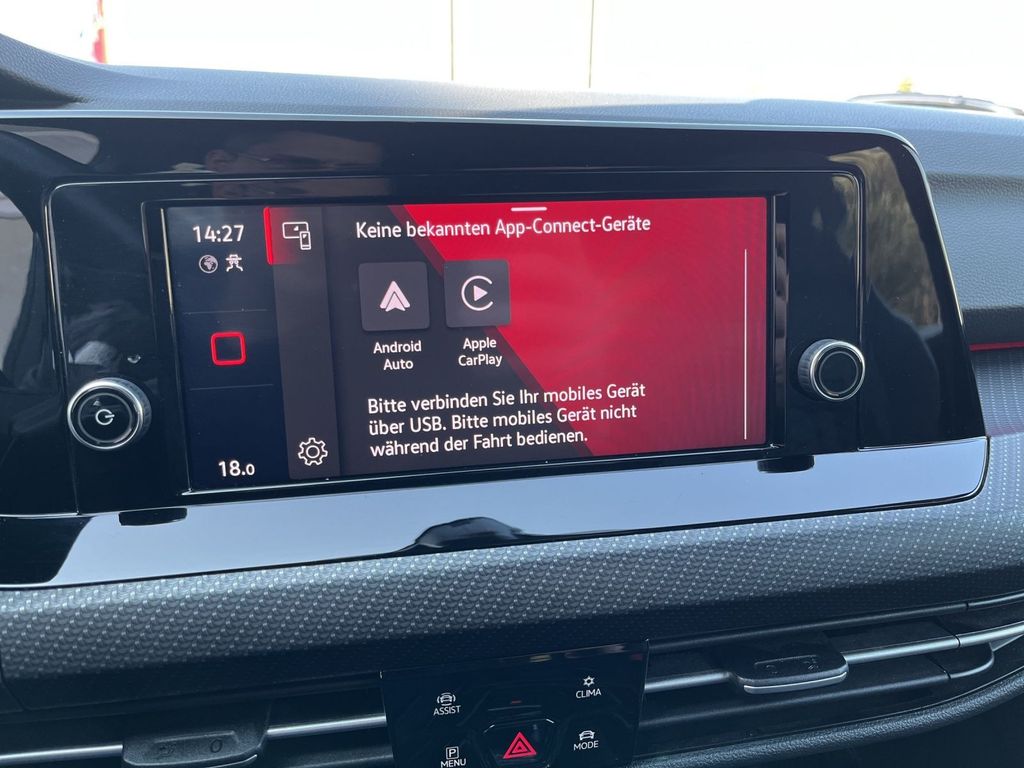 14:27
Keine bekannten App-Connect-Geräte
Android
Auto
Apple
CarPlay
Bitte verbinden Sie Ihr mobiles Gerät
über USB. Bitte mobiles Gerät nicht
während der Fahrt bedienen.
18.0
ASSIST
CLIMA
P
MENU
MODE